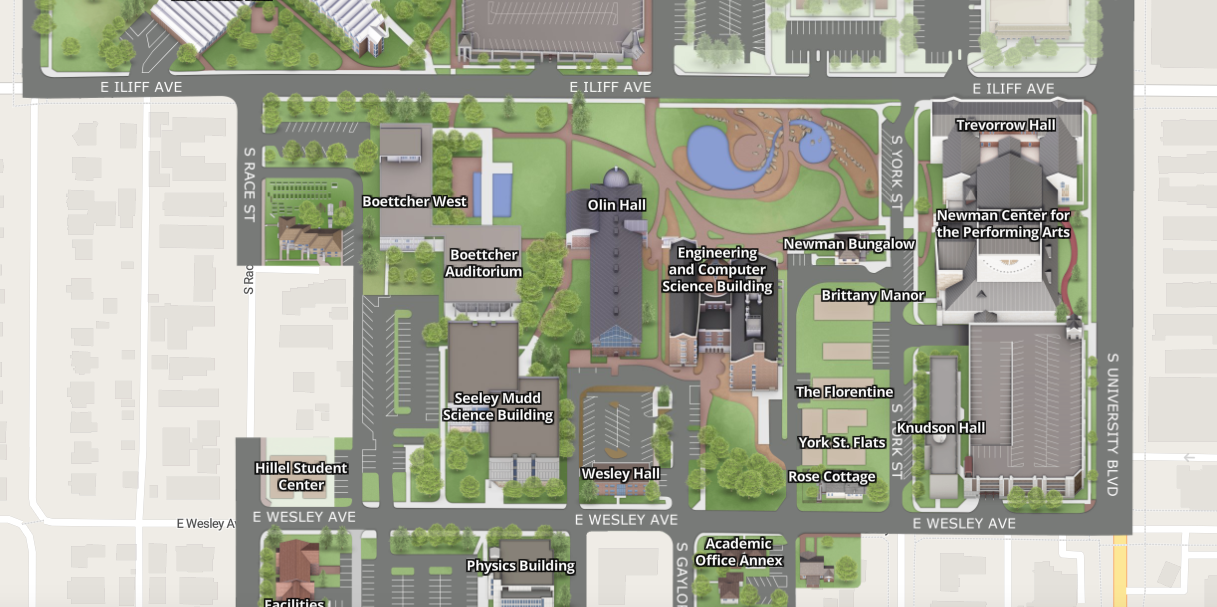 E ILIFF AVE
E ILIFF AVE
E ILIFF AVE
Trevorrow Hall
S RACE ST
S YORK ST
Boettcher West
Olin Hall
Newman Center for
the Performing Arts
Newman Bungalow
Boettcher
Auditorium
Engineering
and Computer
Science Building
S Rac
Brittany Manor
S UNIVERSITY BLVD
The Florentine
Seeley Mudd
Science Building
S YORK ST
Knudson Hall
York St. Flats
Hillel Student
Center
Wesley Hall
Rose Cottage
E WESLEY AVE
E Wesley Av
E WESLEY AVE
E WESLEY AVE
Academic
Office Annex
S GAYLO
Physics Building
Facilities